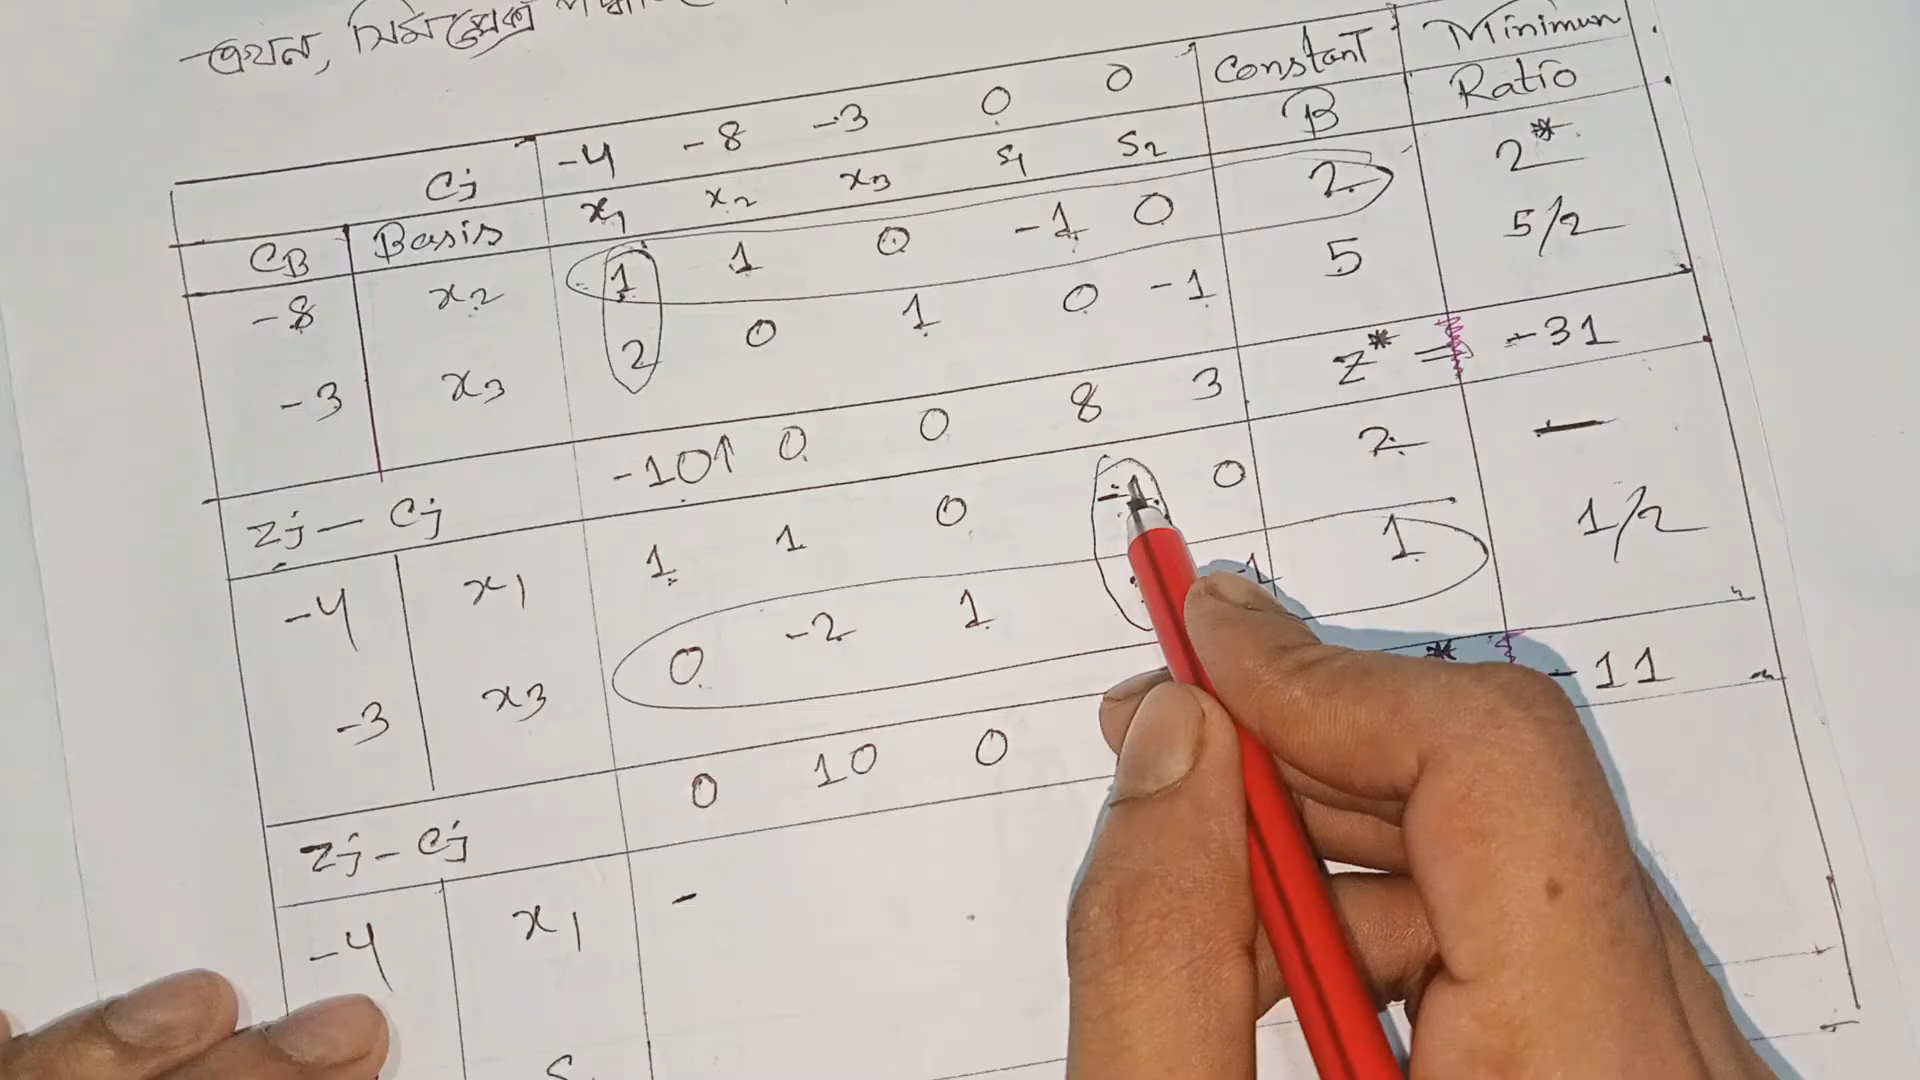 এখন, সিমপ্লেক্স
Cj -4 -8 -3 0 0 Constant Minimun
CB Basis x1 x2 x3 s1 s2 B Ratio
-8 x2 1 1 0 -1 0 2 2*
-3 x3 2 0 1 0 -1 5 5/2
Zj - Cj -10↑ 0 0 8 3 Z* = -31
-4 x1 1 1 0 -1 0 2 —
-3 x3 0 -2 1 -1 1 1/2
Zj - Cj 0 10 0 * -11
-4 x1 -
S